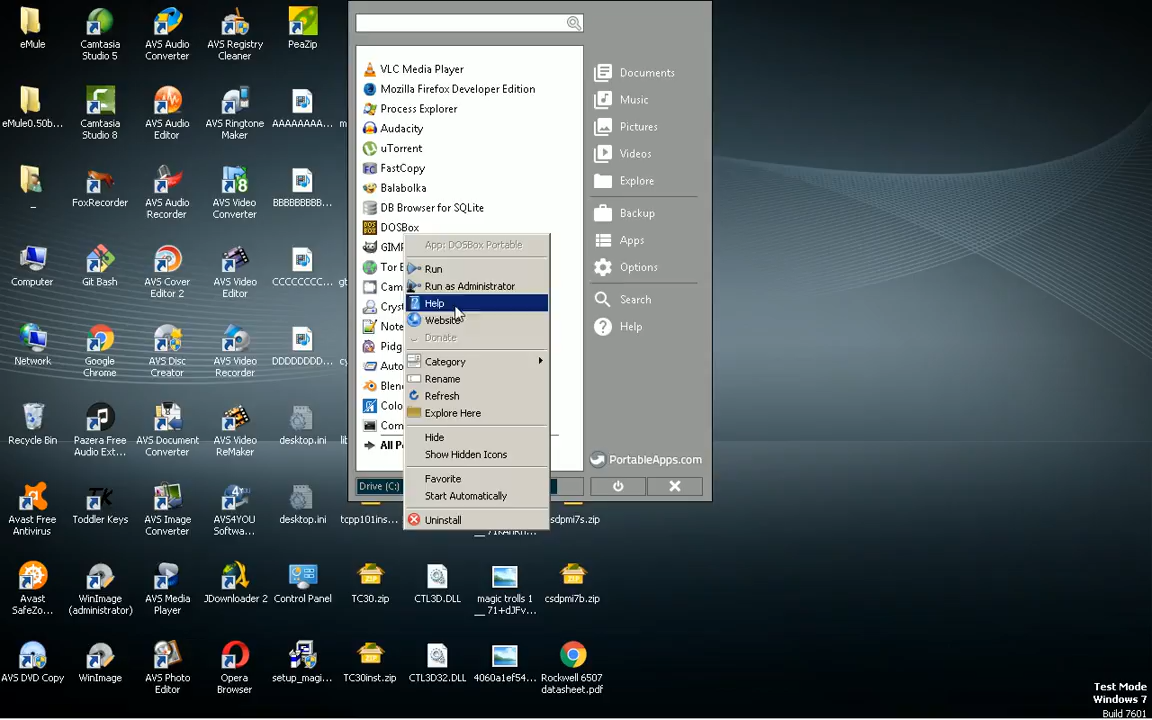 eMule
Camtasia
Studio 5
AVS Audio
Converter
AVS Registry
Cleaner
PeaZip
eMule0.50b...
Camtasia
Studio 8
AVS Audio
Editor
AVS Ringtone
Maker
AAAAAAA...
_
FoxRecorder
AVS Audio
Recorder
AVS Video
Converter
BBBBBBBB...
Computer
Git Bash
AVS Cover
Editor 2
AVS Video
Editor
CCCCCCC...
Network
Google
Chrome
AVS Disc
Creator
AVS Video
Recorder
DDDDDDD...
Recycle Bin
Pazera Free
Audio Ext...
AVS Document
Converter
AVS Video
ReMaker
desktop.ini
Avast Free
Antivirus
Toddler Keys
AVS Image
Converter
AVS4YOU
Softwa...
desktop.ini
tcpp101ins...
csdpmi7s.zip
Avast
SafeZo...
WinImage
(administrator)
AVS Media
Player
JDownloader 2
Control Panel
TC30.zip
CTL3D.DLL
magic trolls 1
__ 71+dJFv...
csdpmi7b.zip
AVS DVD Copy
WinImage
AVS Photo
Editor
Opera
Browser
setup_magi...
TC30inst.zip
CTL3D32.DLL
4060a1ef54...
Rockwell 6507
datasheet.pdf
VLC Media Player
Mozilla Firefox Developer Edition
Process Explorer
Audacity
uTorrent
FastCopy
Balabolka
DB Browser for SQLite
DOSBox
GIM
Tor
Cam
Crys
Note
Pidg
Auto
Blen
Colo
Com
All P
Drive (C:)
App: DOSBox Portable
Run
Run as Administrator
Help
Website
Donate
Category
Rename
Refresh
Explore Here
Hide
Show Hidden Icons
Favorite
Start Automatically
Uninstall
Documents
Music
Pictures
Videos
Explore
Backup
Apps
Options
Search
Help
PortableApps.com
Test Mode
Windows 7
Build 7601